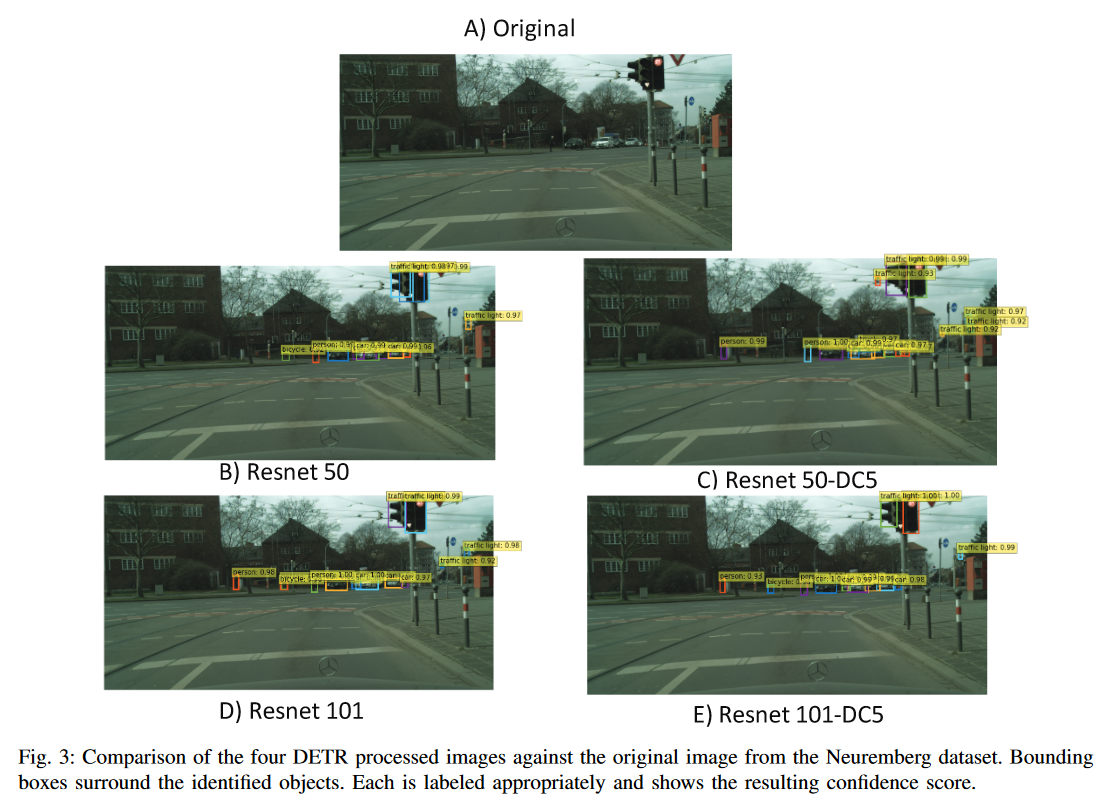 A) Original
traffic light: 0.98
0.99
traffic light: 0.97
bicycle:
person: 0.9
car: 0.99
car: 0.99
B) Resnet 50
traffic light: 0.99
0.99
traffic light: 0.93
traffic light: 0.97
traffic light: 0.92
traffic light: 0.92
person: 0.99
person: 1.00
car: 0.99
car: 0.97
C) Resnet 50-DC5
traffic light: 0.99
traffic light: 0.98
traffic light: 0.92
person: 0.98
bicycle:
person: 1.00
car: 1.00
car: 0.97
D) Resnet 101
traffic light: 1.00
: 1.00
traffic light: 0.99
person: 0.93
bicycle:
car: 1.0
car: 0.99
car: 0.98
E) Resnet 101-DC5
Fig. 3: Comparison of the four DETR processed images against the original image from the Neuremberg dataset. Bounding
boxes surround the identified objects. Each is labeled appropriately and shows the resulting confidence score.